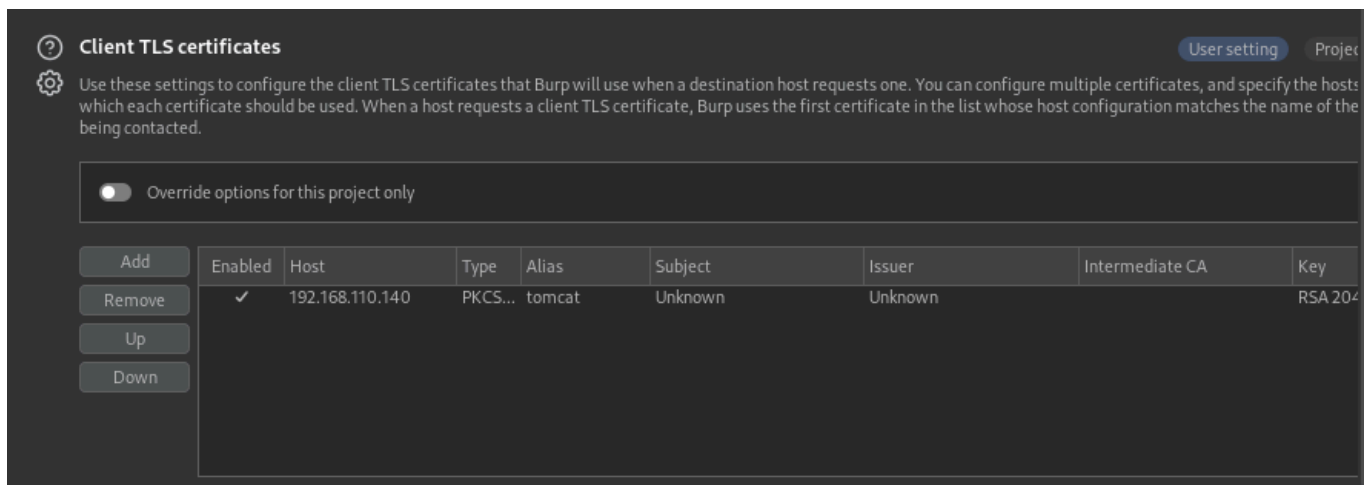 Client TLS certificates
User setting Projec
Use these settings to configure the client TLS certificates that Burp will use when a destination host requests one. You can configure multiple certificates, and specify the hosts
which each certificate should be used. When a host requests a client TLS certificate, Burp uses the first certificate in the list whose host configuration matches the name of the
being contacted.
Override options for this project only
Add
Remove
Up
Down
Enabled Host Type Alias Subject Issuer Intermediate CA Key
192.168.110.140 PKCS... tomcat Unknown Unknown RSA 204